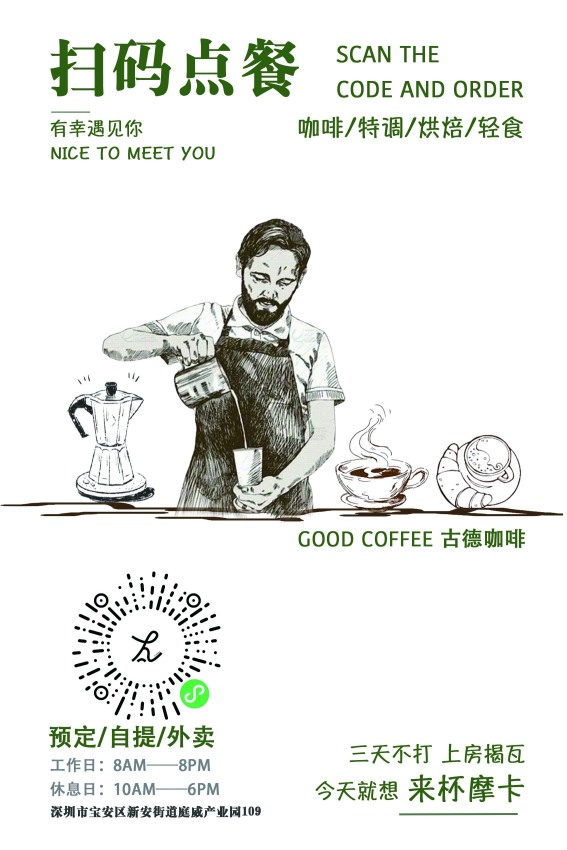 扫码点餐
SCAN THE
CODE AND ORDER
有幸遇见你
NICE TO MEET YOU
咖啡/特调/烘焙/轻食
GOOD COFFEE 古德咖啡
预定/自提/外卖
工作日：8AM——8PM
休息日：10AM——6PM
深圳市宝安区新安街道庭威产业园109
三天不打 上房揭瓦
今天就想 来杯摩卡